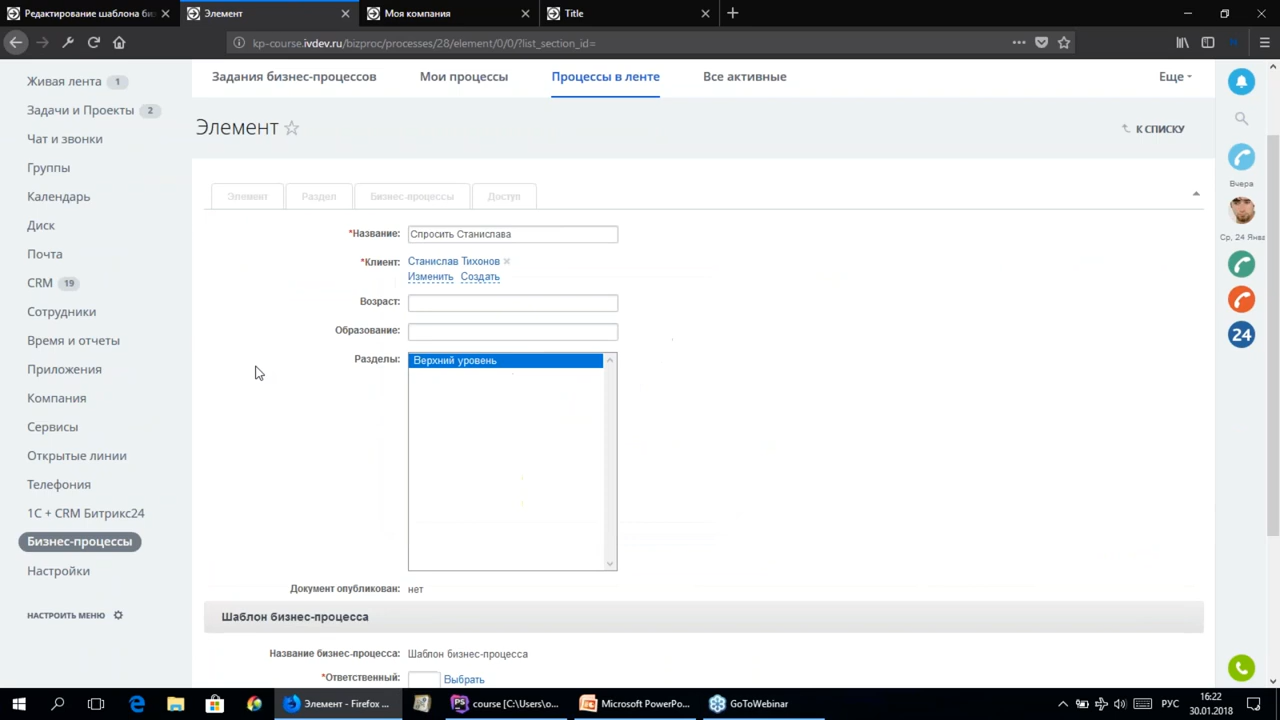 Редактирование шаблона биз
Элемент
Моя компания
Title
kp-course.ivdev.ru/bizproc/processes/28/element/0/0/?list_section_id=
Живая лента 1
Задачи и Проекты 2
Чат и звонки
Группы
Календарь
Диск
Почта
CRM 19
Сотрудники
Время и отчеты
Приложения
Компания
Сервисы
Открытые линии
Телефония
1С + CRM Битрикс24
Бизнес-процессы
Настройки
НАСТРОИТЬ МЕНЮ
Задания бизнес-процессов
Мои процессы
Процессы в ленте
Все активные
Еще
Элемент
К СПИСКУ
Элемент
Раздел
Бизнес-процессы
Доступ
*Название: Спросить Станислава
*Клиент: Станислав Тихонов
Изменить Создать
Возраст:
Образование:
Разделы: Верхний уровень
Документ опубликован: нет
Шаблон бизнес-процесса
Название бизнес-процесса: Шаблон бизнес-процесса
*Ответственный: Выбрать
Вчера
Ср, 24 Янва
24
Элемент - Firefox ...
course [C:\Users\o...
Microsoft PowerPo...
GoToWebinar
РУС
16:22
30.01.2018